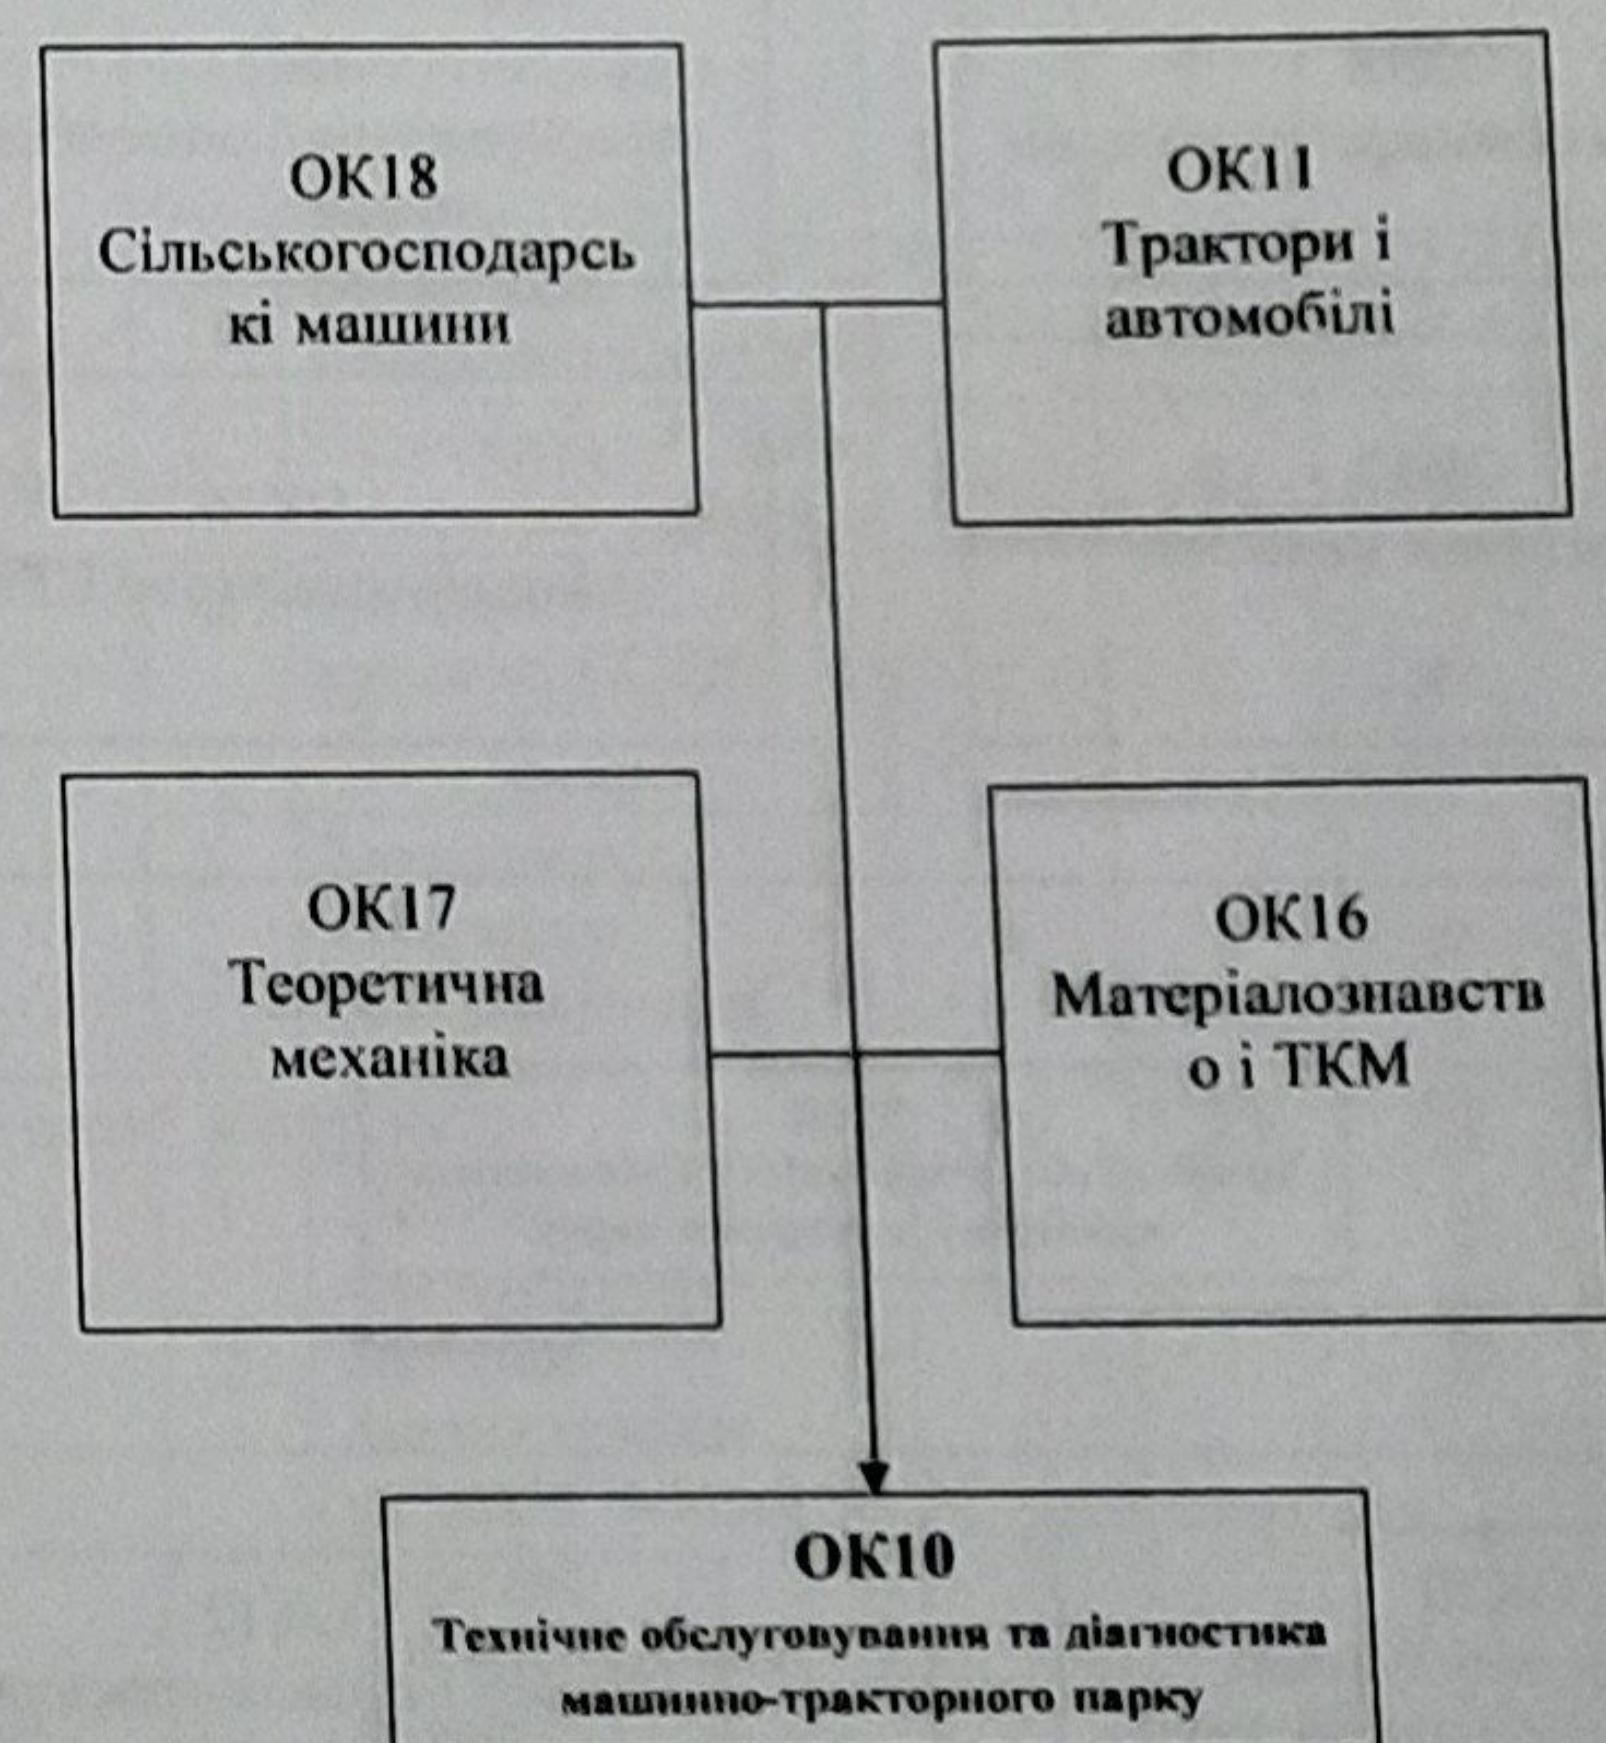 ОК18
Сільськогосподарсь
кі машини
ОК11
Трактори і
автомобілі
ОК17
Теоретична
механіка
ОК16
Матеріалознавств
о і ТКМ
ОК10
Технічне обслуговування та діагностика
машинно-тракторного парку